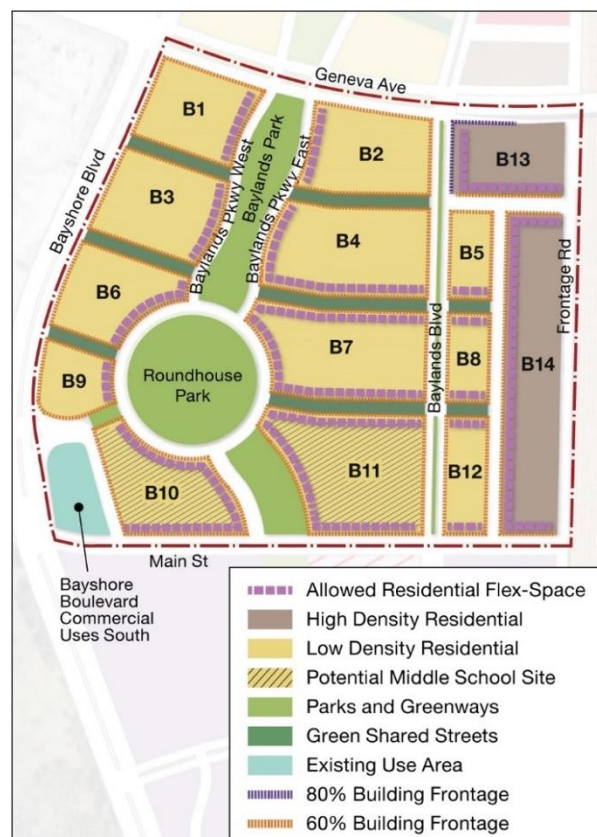 Geneva Ave
B1
B2
B13
Bayshore Blvd
Baylands Pkwy West
Baylands Park
Baylands Pkwy East
B3
B4
B5
B6
B7
B8
B14
Frontage Rd
Baylands Blvd
B9
Roundhouse
Park
B10
B11
B12
Main St
Bayshore
Boulevard
Commercial
Uses South
Allowed Residential Flex-Space
High Density Residential
Low Density Residential
Potential Middle School Site
Parks and Greenways
Green Shared Streets
Existing Use Area
80% Building Frontage
60% Building Frontage